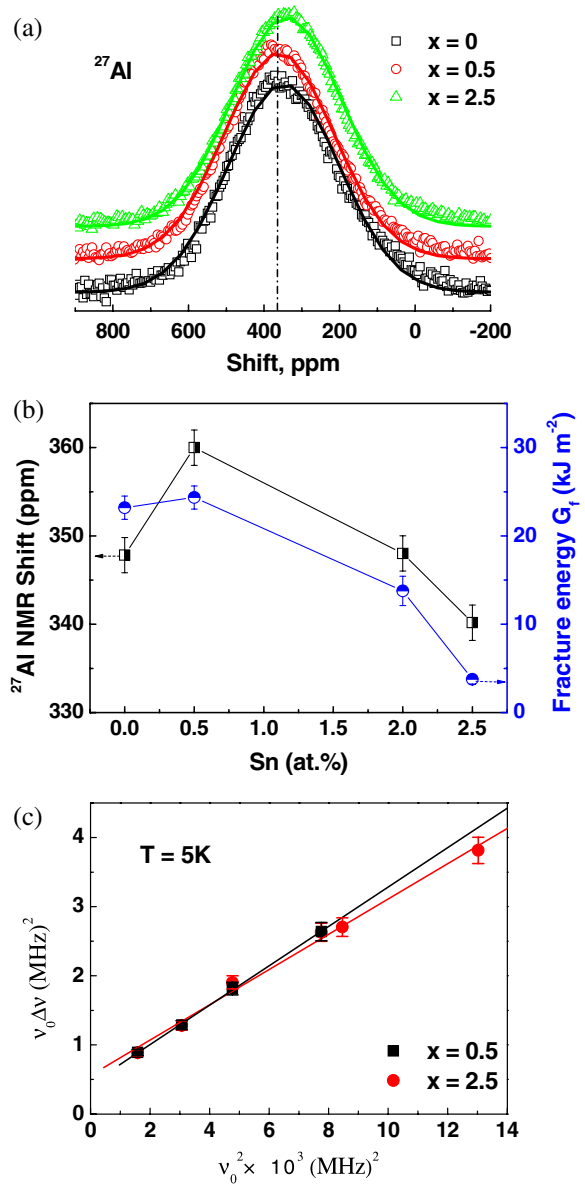 (a)
²⁷Al
x = 0
x = 0.5
x = 2.5
800 600 400 200 0 -200
Shift, ppm
(b)
²⁷Al NMR Shift (ppm)
360
350
340
330
30
20
10
0
Fracture energy G_f (kJ m⁻²)
0.0 0.5 1.0 1.5 2.0 2.5
Sn (at.%)
(c)
T = 5K
ν₀Δν (MHz)²
4
3
2
1
0
x = 0.5
x = 2.5
2 4 6 8 10 12 14
ν₀² × 10³ (MHz)²